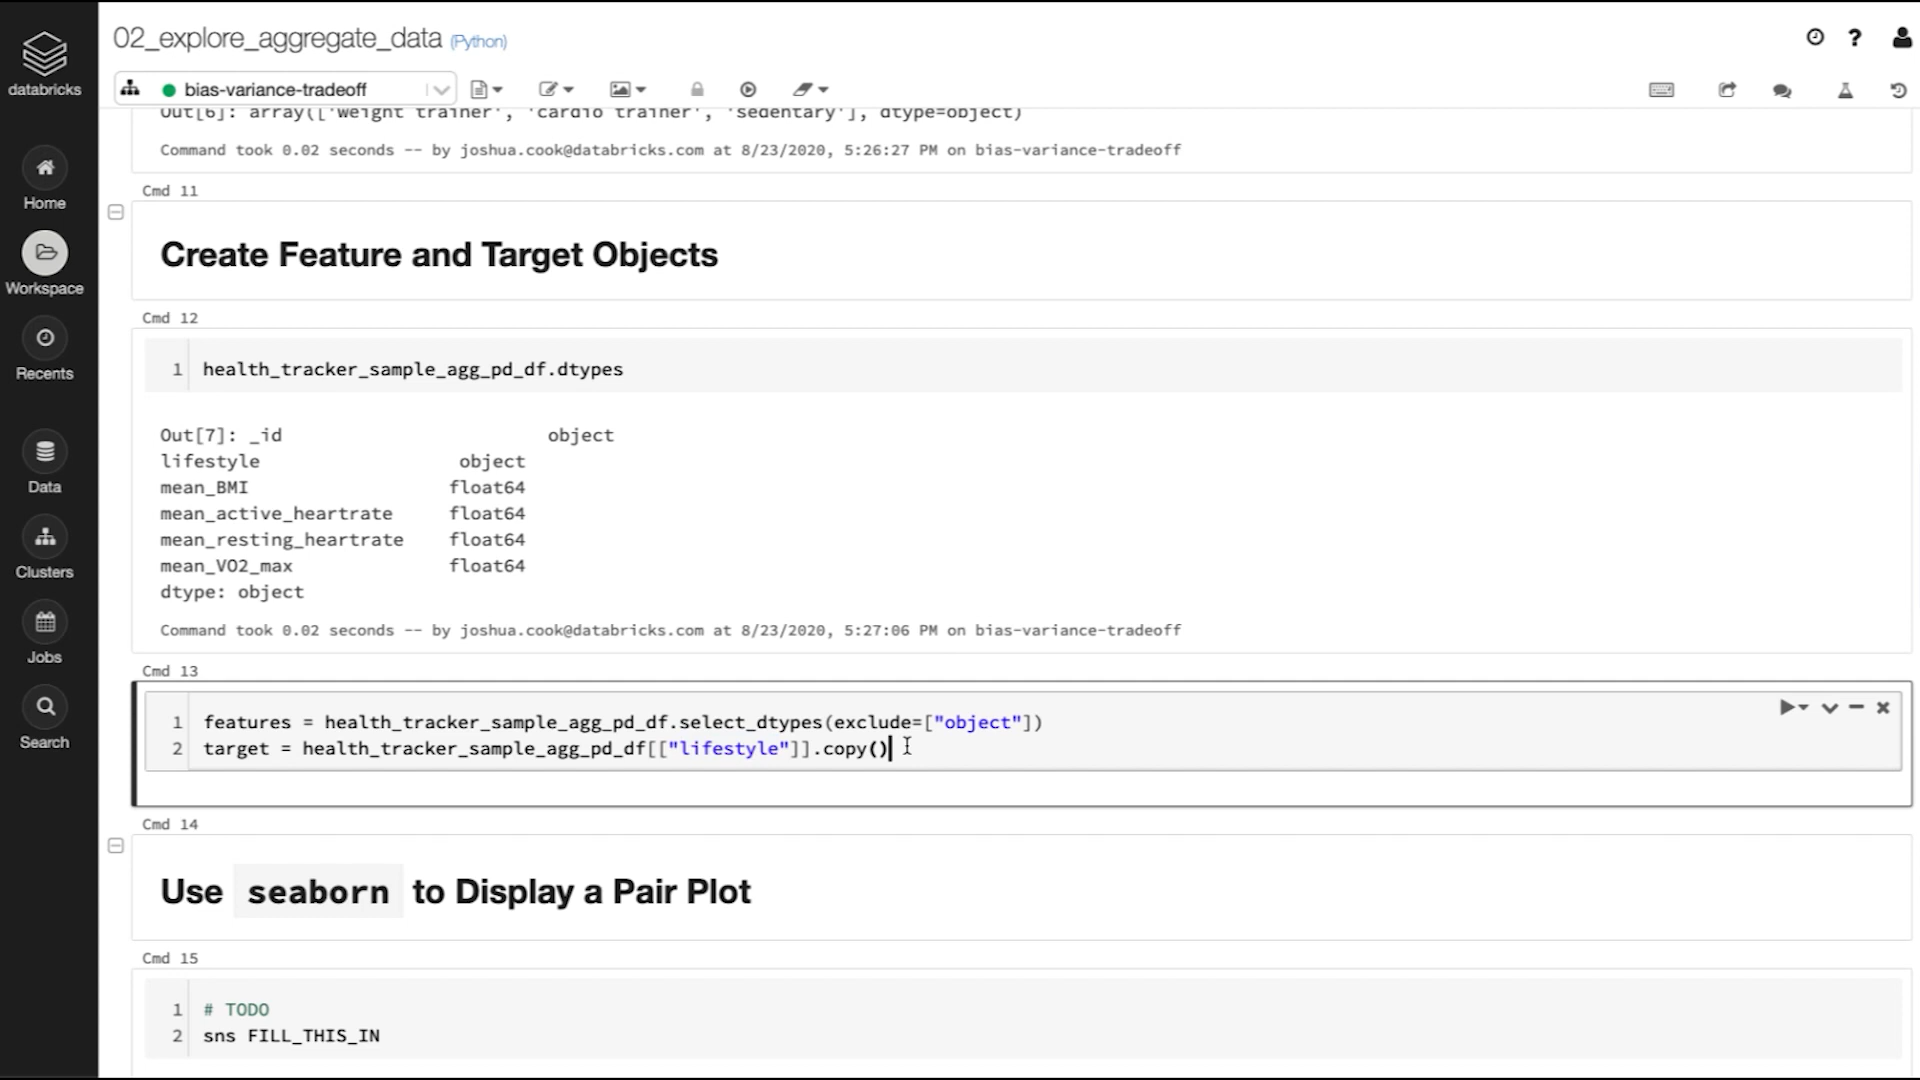 02_explore_aggregate_data (Python)
databricks
bias-variance-tradeoff
Out[6]: array(['weight trainer', 'cardio trainer', 'sedentary'], dtype=object)
Command took 0.02 seconds -- by joshua.cook@databricks.com at 8/23/2020, 5:26:27 PM on bias-variance-tradeoff
Home
Workspace
Recents
Data
Clusters
Jobs
Search
Cmd 11
Create Feature and Target Objects
Cmd 12
1 health_tracker_sample_agg_pd_df.dtypes
Out[7]: _id object
lifestyle object
mean_BMI float64
mean_active_heartrate float64
mean_resting_heartrate float64
mean_VO2_max float64
dtype: object
Command took 0.02 seconds -- by joshua.cook@databricks.com at 8/23/2020, 5:27:06 PM on bias-variance-tradeoff
Cmd 13
1 features = health_tracker_sample_agg_pd_df.select_dtypes(exclude=["object"])
2 target = health_tracker_sample_agg_pd_df[["lifestyle"]].copy()
Cmd 14
Use seaborn to Display a Pair Plot
Cmd 15
1 # TODO
2 sns FILL_THIS_IN